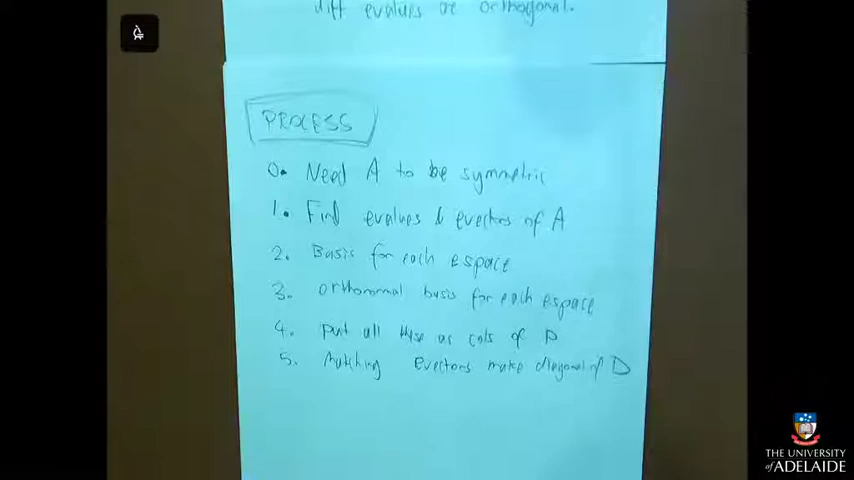 diff evalues are orthogonal.
PROCESS
0. Need A to be symmetric
1. Find evalues & evectors of A
2. Basis for each espace
3. orthonormal basis for each espace
4. put all these as cols of P
5. Matching evectors make diagonal of D
THE UNIVERSITY
of ADELAIDE